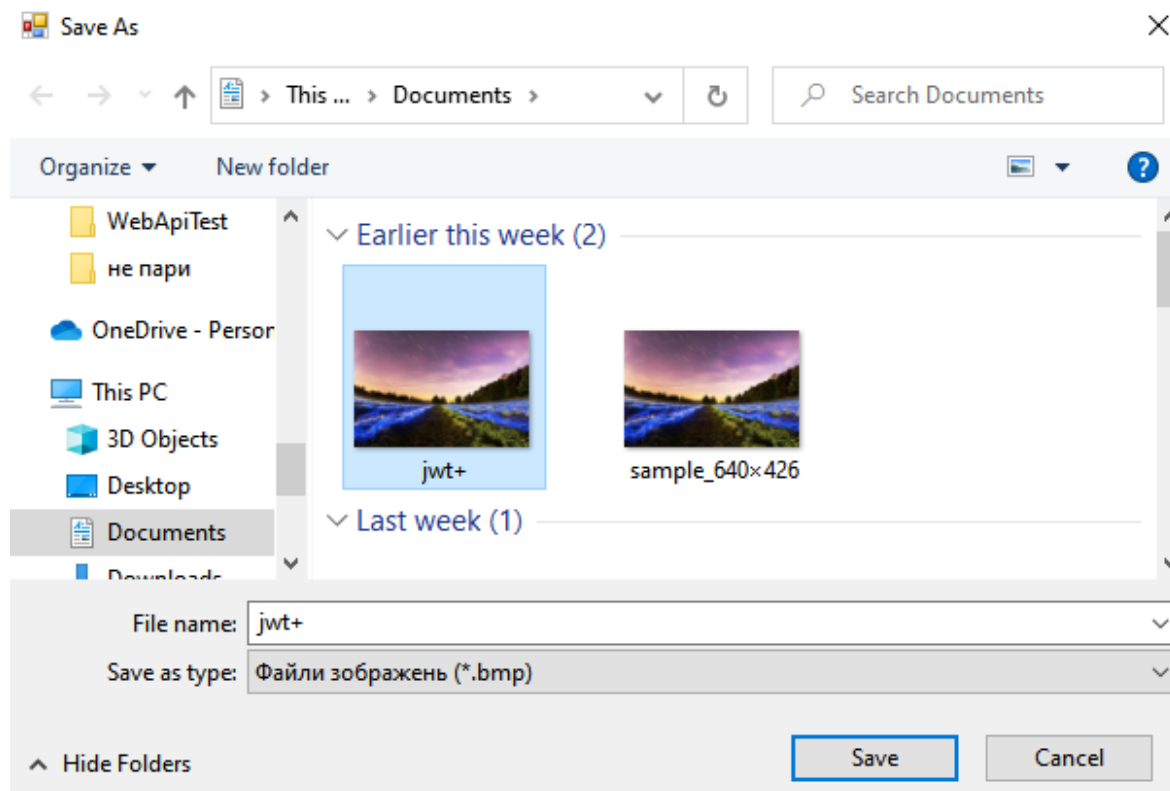 Save As
This ... > Documents >
Search Documents
Organize
New folder
WebApiTest
не пари
OneDrive - Person
This PC
3D Objects
Desktop
Documents
Downloads
Earlier this week (2)
jwt+
sample_640×426
Last week (1)
File name: jwt+
Save as type: Файли зображень (*.bmp)
Hide Folders
Save
Cancel